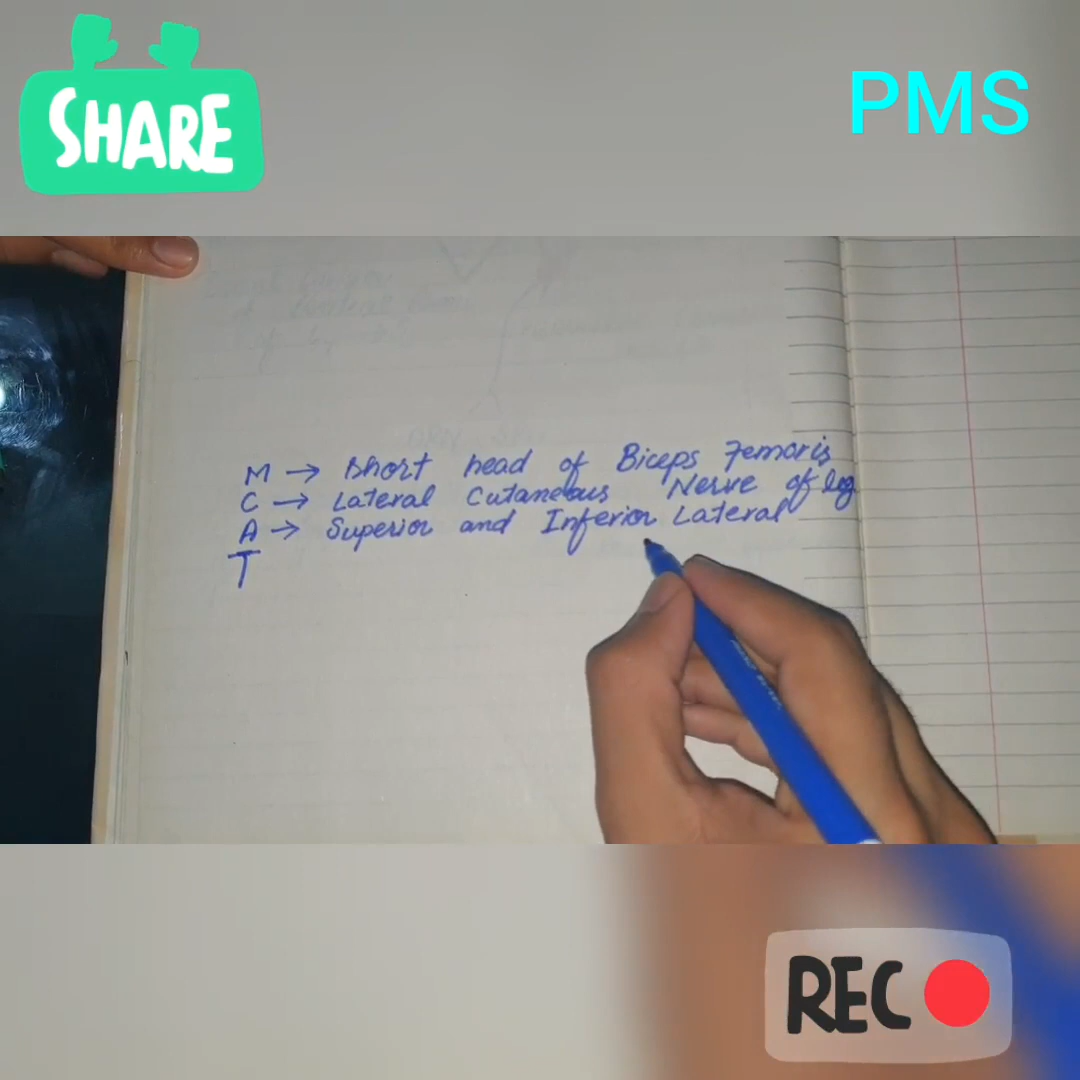 SHARE
PMS
M → Short head of Biceps Femoris
C → Lateral Cutaneous Nerve of leg
A → Superior and Inferior Lateral
T
REC